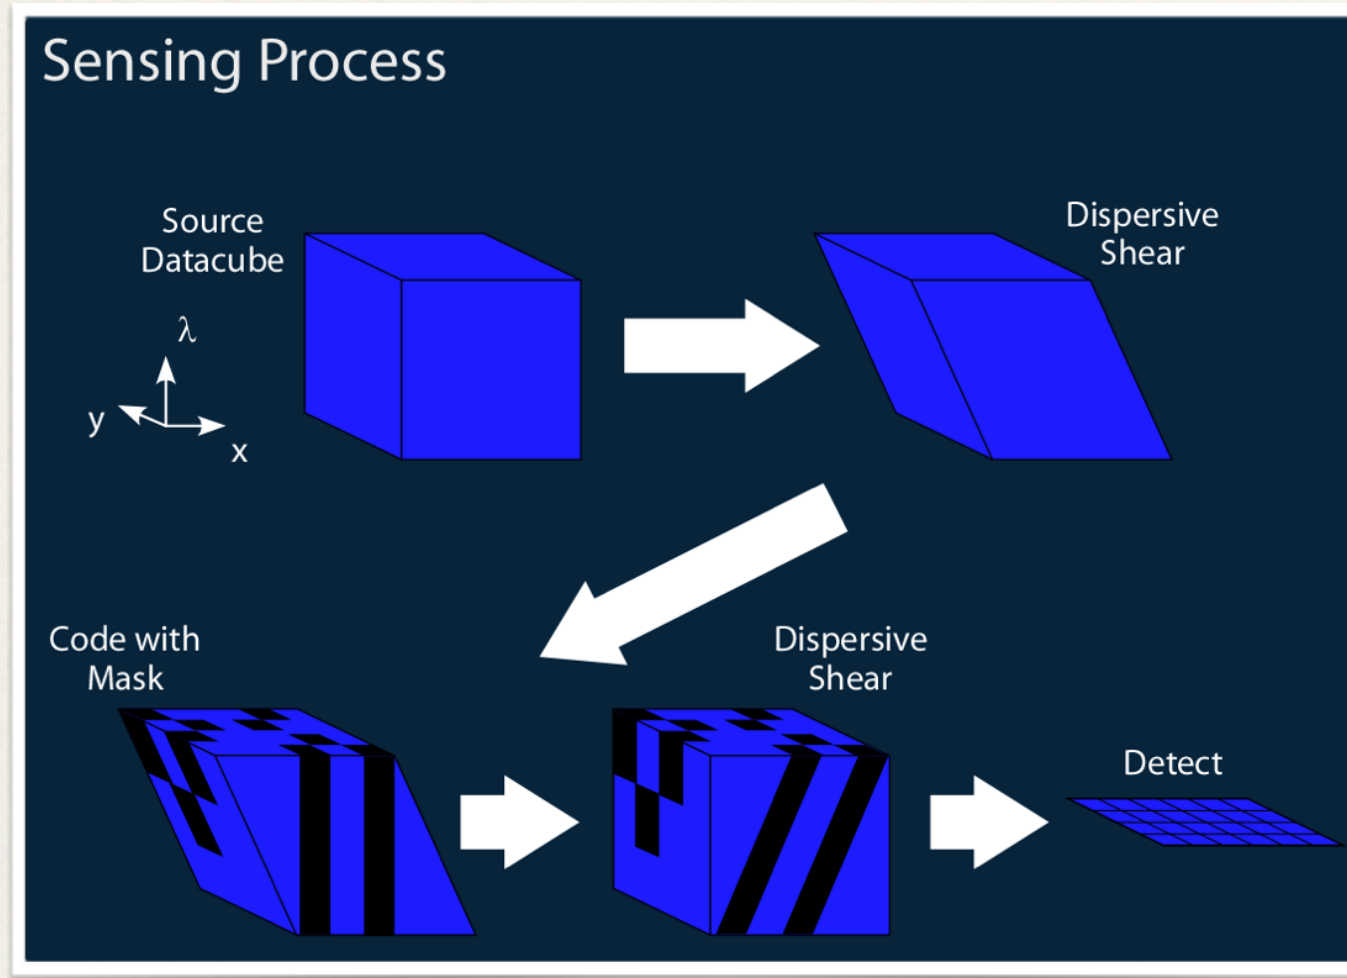 Sensing Process
Source
Datacube
Dispersive
Shear
λ
y
x
Code with
Mask
Dispersive
Shear
Detect